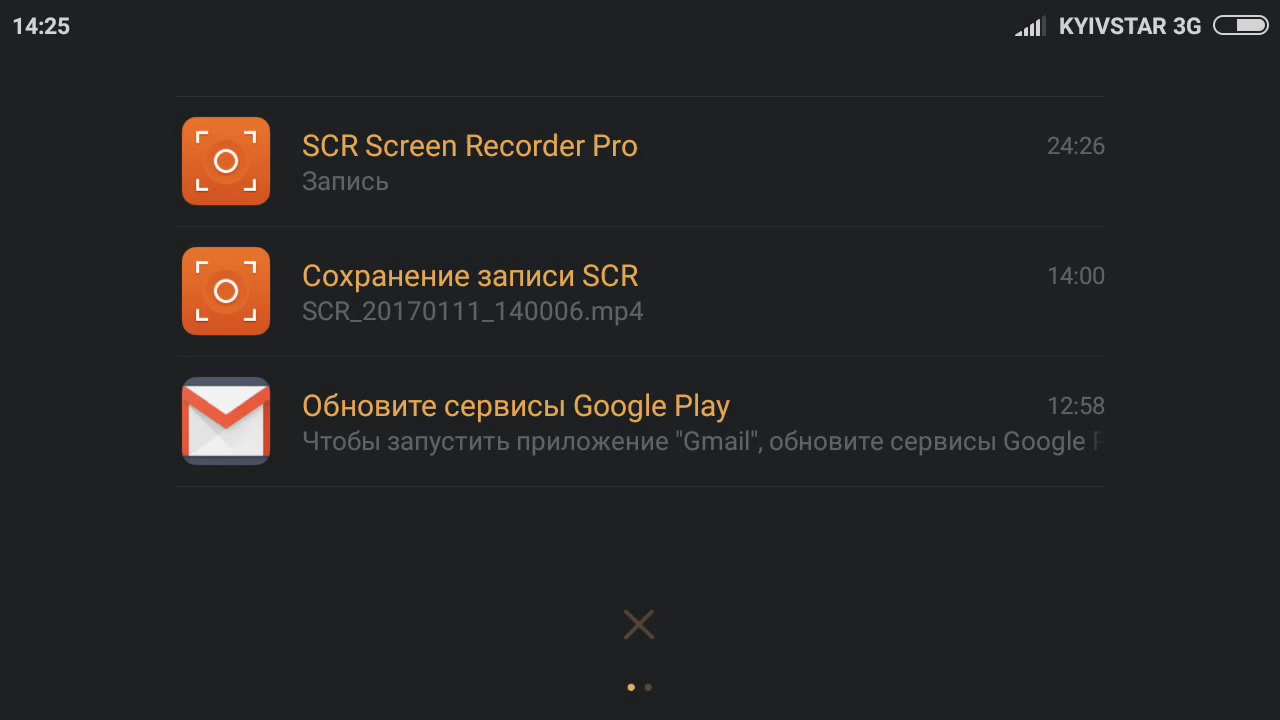 14:25
KYIVSTAR 3G
SCR Screen Recorder Pro
24:26
Запись
Сохранение записи SCR
14:00
SCR_20170111_140006.mp4
Обновите сервисы Google Play
12:58
Чтобы запустить приложение "Gmail", обновите сервисы Google